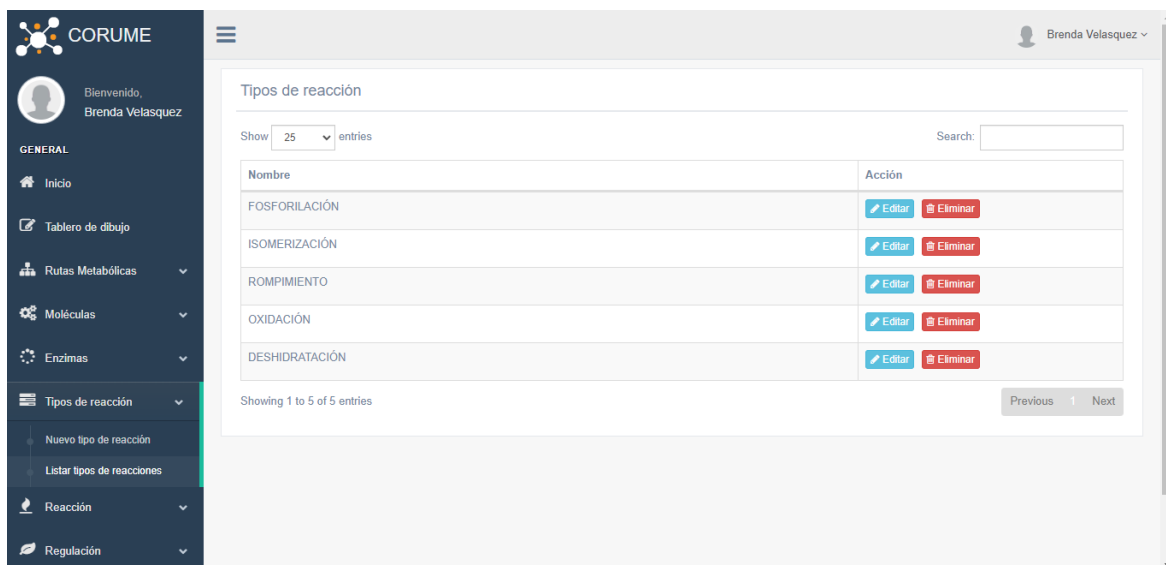 CORUME
Brenda Velasquez
Bienvenido,
Brenda Velasquez
GENERAL
Inicio
Tablero de dibujo
Rutas Metabólicas
Moléculas
Enzimas
Tipos de reacción
Nuevo tipo de reacción
Listar tipos de reacciones
Reacción
Regulación
Tipos de reacción
Show 25 entries
Search:
Nombre Acción
FOSFORILACIÓN Editar Eliminar
ISOMERIZACIÓN Editar Eliminar
ROMPIMIENTO Editar Eliminar
OXIDACIÓN Editar Eliminar
DESHIDRATACIÓN Editar Eliminar
Showing 1 to 5 of 5 entries
Previous 1 Next